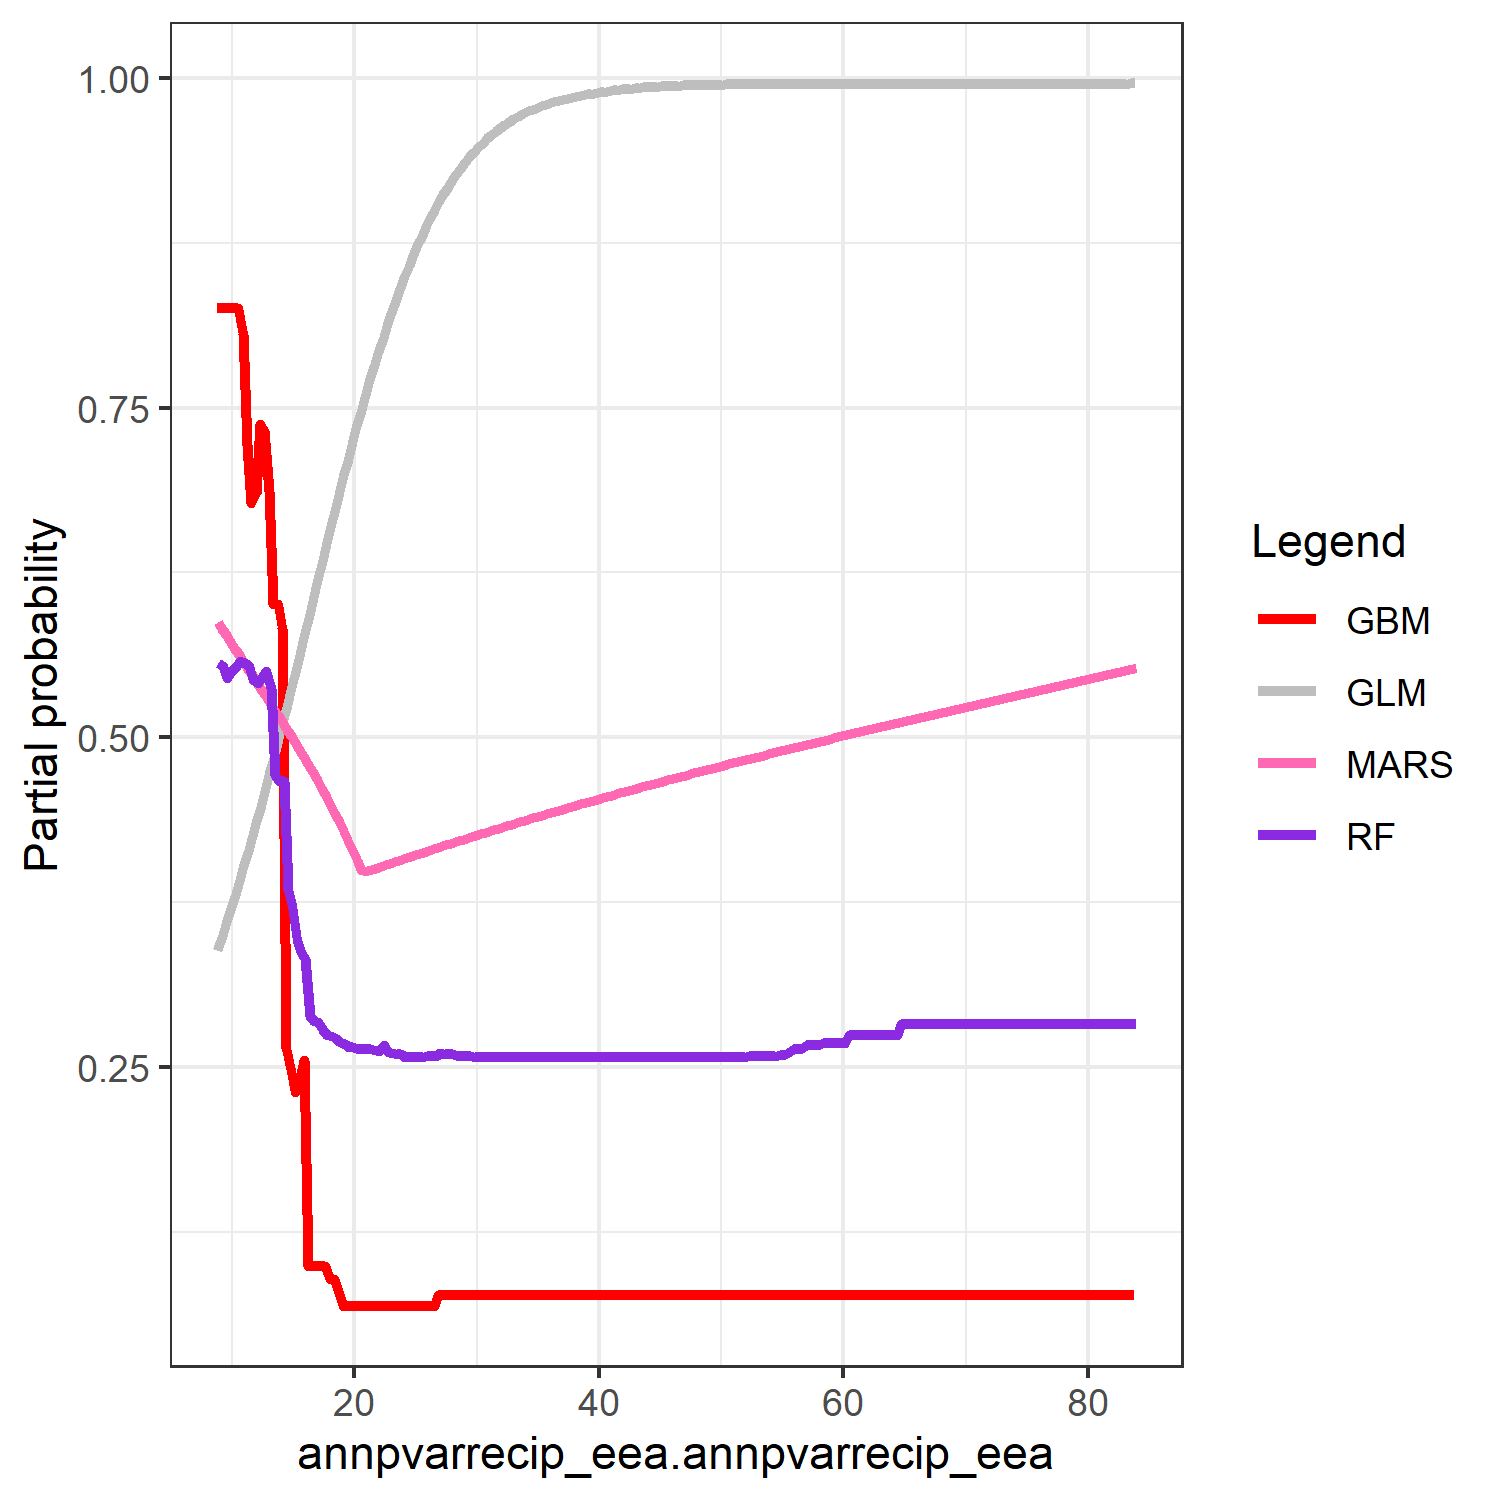 1.00
0.75
0.50
0.25
Partial probability
20 40 60 80
annpvarrecip_eea.annpvarrecip_eea
Legend
GBM
GLM
MARS
RF